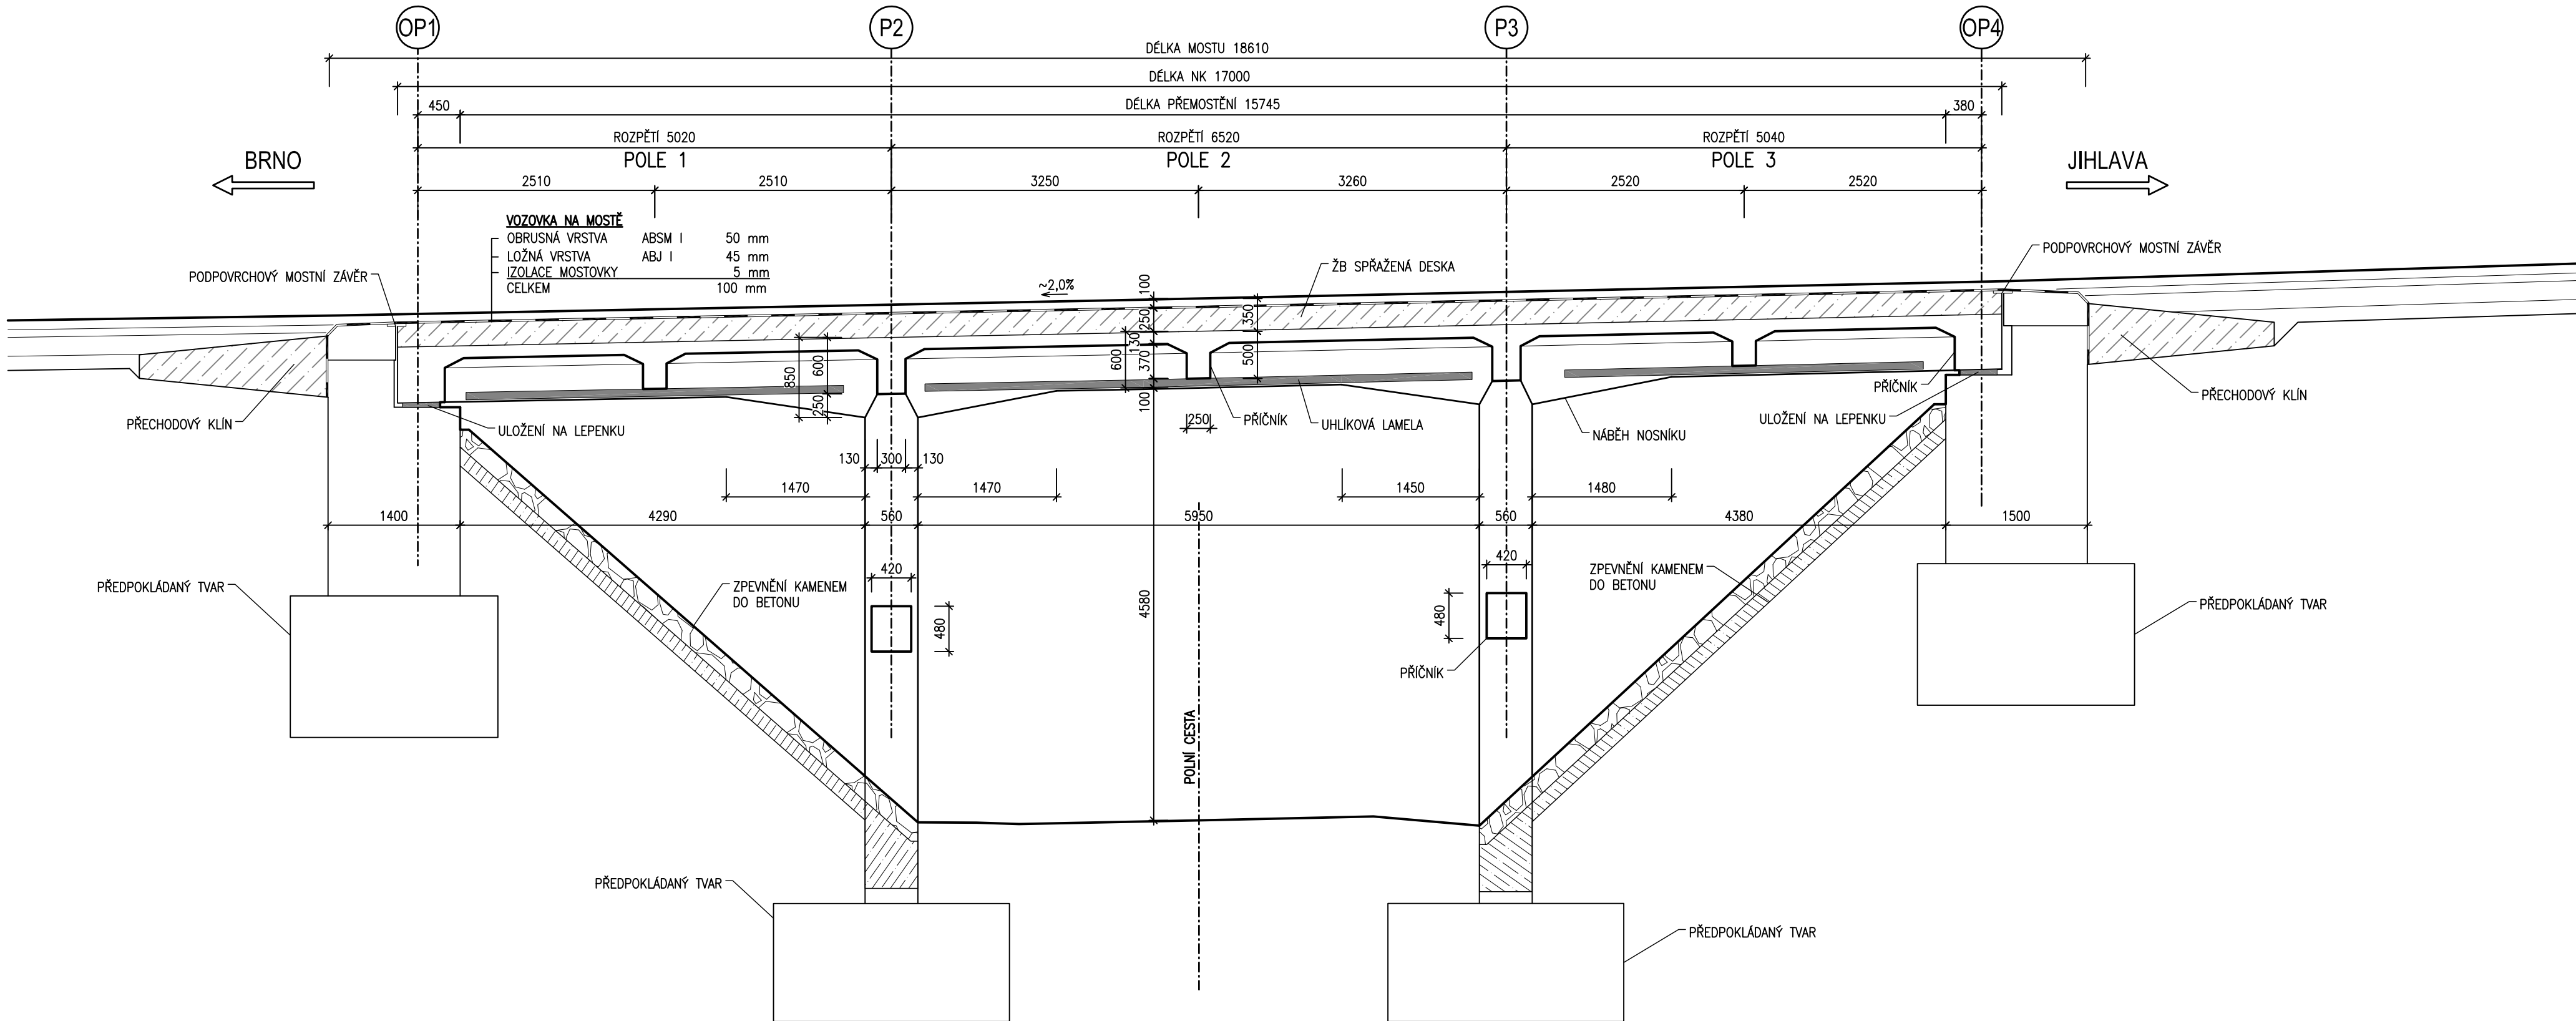 OP1 P2 P3 OP4
DÉLKA MOSTU 18610
DÉLKA NK 17000
450 DÉLKA PŘEMOSTĚNÍ 15745 380
ROZPĚTÍ 5020 ROZPĚTÍ 6520 ROZPĚTÍ 5040
BRNO POLE 1 POLE 2 POLE 3 JIHLAVA
2510 2510 3250 3260 2520 2520
VOZOVKA NA MOSTĚ
OBRUSNÁ VRSTVA ABSM I 50 mm
LOŽNÁ VRSTVA ABJ I 45 mm
IZOLACE MOSTOVKY 5 mm
CELKEM 100 mm
PODPOVRCHOVÝ MOSTNÍ ZÁVĚR
~2,0%
ŽB SPŘAŽENÁ DESKA
PODPOVRCHOVÝ MOSTNÍ ZÁVĚR
100
250
350
130
600
370
500
100
850
600
250
PŘECHODOVÝ KLÍN
ULOŽENÍ NA LEPENKU
250
PŘÍČNÍK
UHLÍKOVÁ LAMELA
NÁBĚH NOSNÍKU
PŘÍČNÍK
ULOŽENÍ NA LEPENKU
PŘECHODOVÝ KLÍN
130 300 130
1470 1470 1450 1480
1400 4290 560 5950 560 4380 1500
420 420
480 480
4580
PŘEDPOKLÁDANÝ TVAR
ZPEVNĚNÍ KAMENEM
DO BETONU
ZPEVNĚNÍ KAMENEM
DO BETONU
PŘEDPOKLÁDANÝ TVAR
PŘÍČNÍK
POLNÍ CESTA
PŘEDPOKLÁDANÝ TVAR
PŘEDPOKLÁDANÝ TVAR